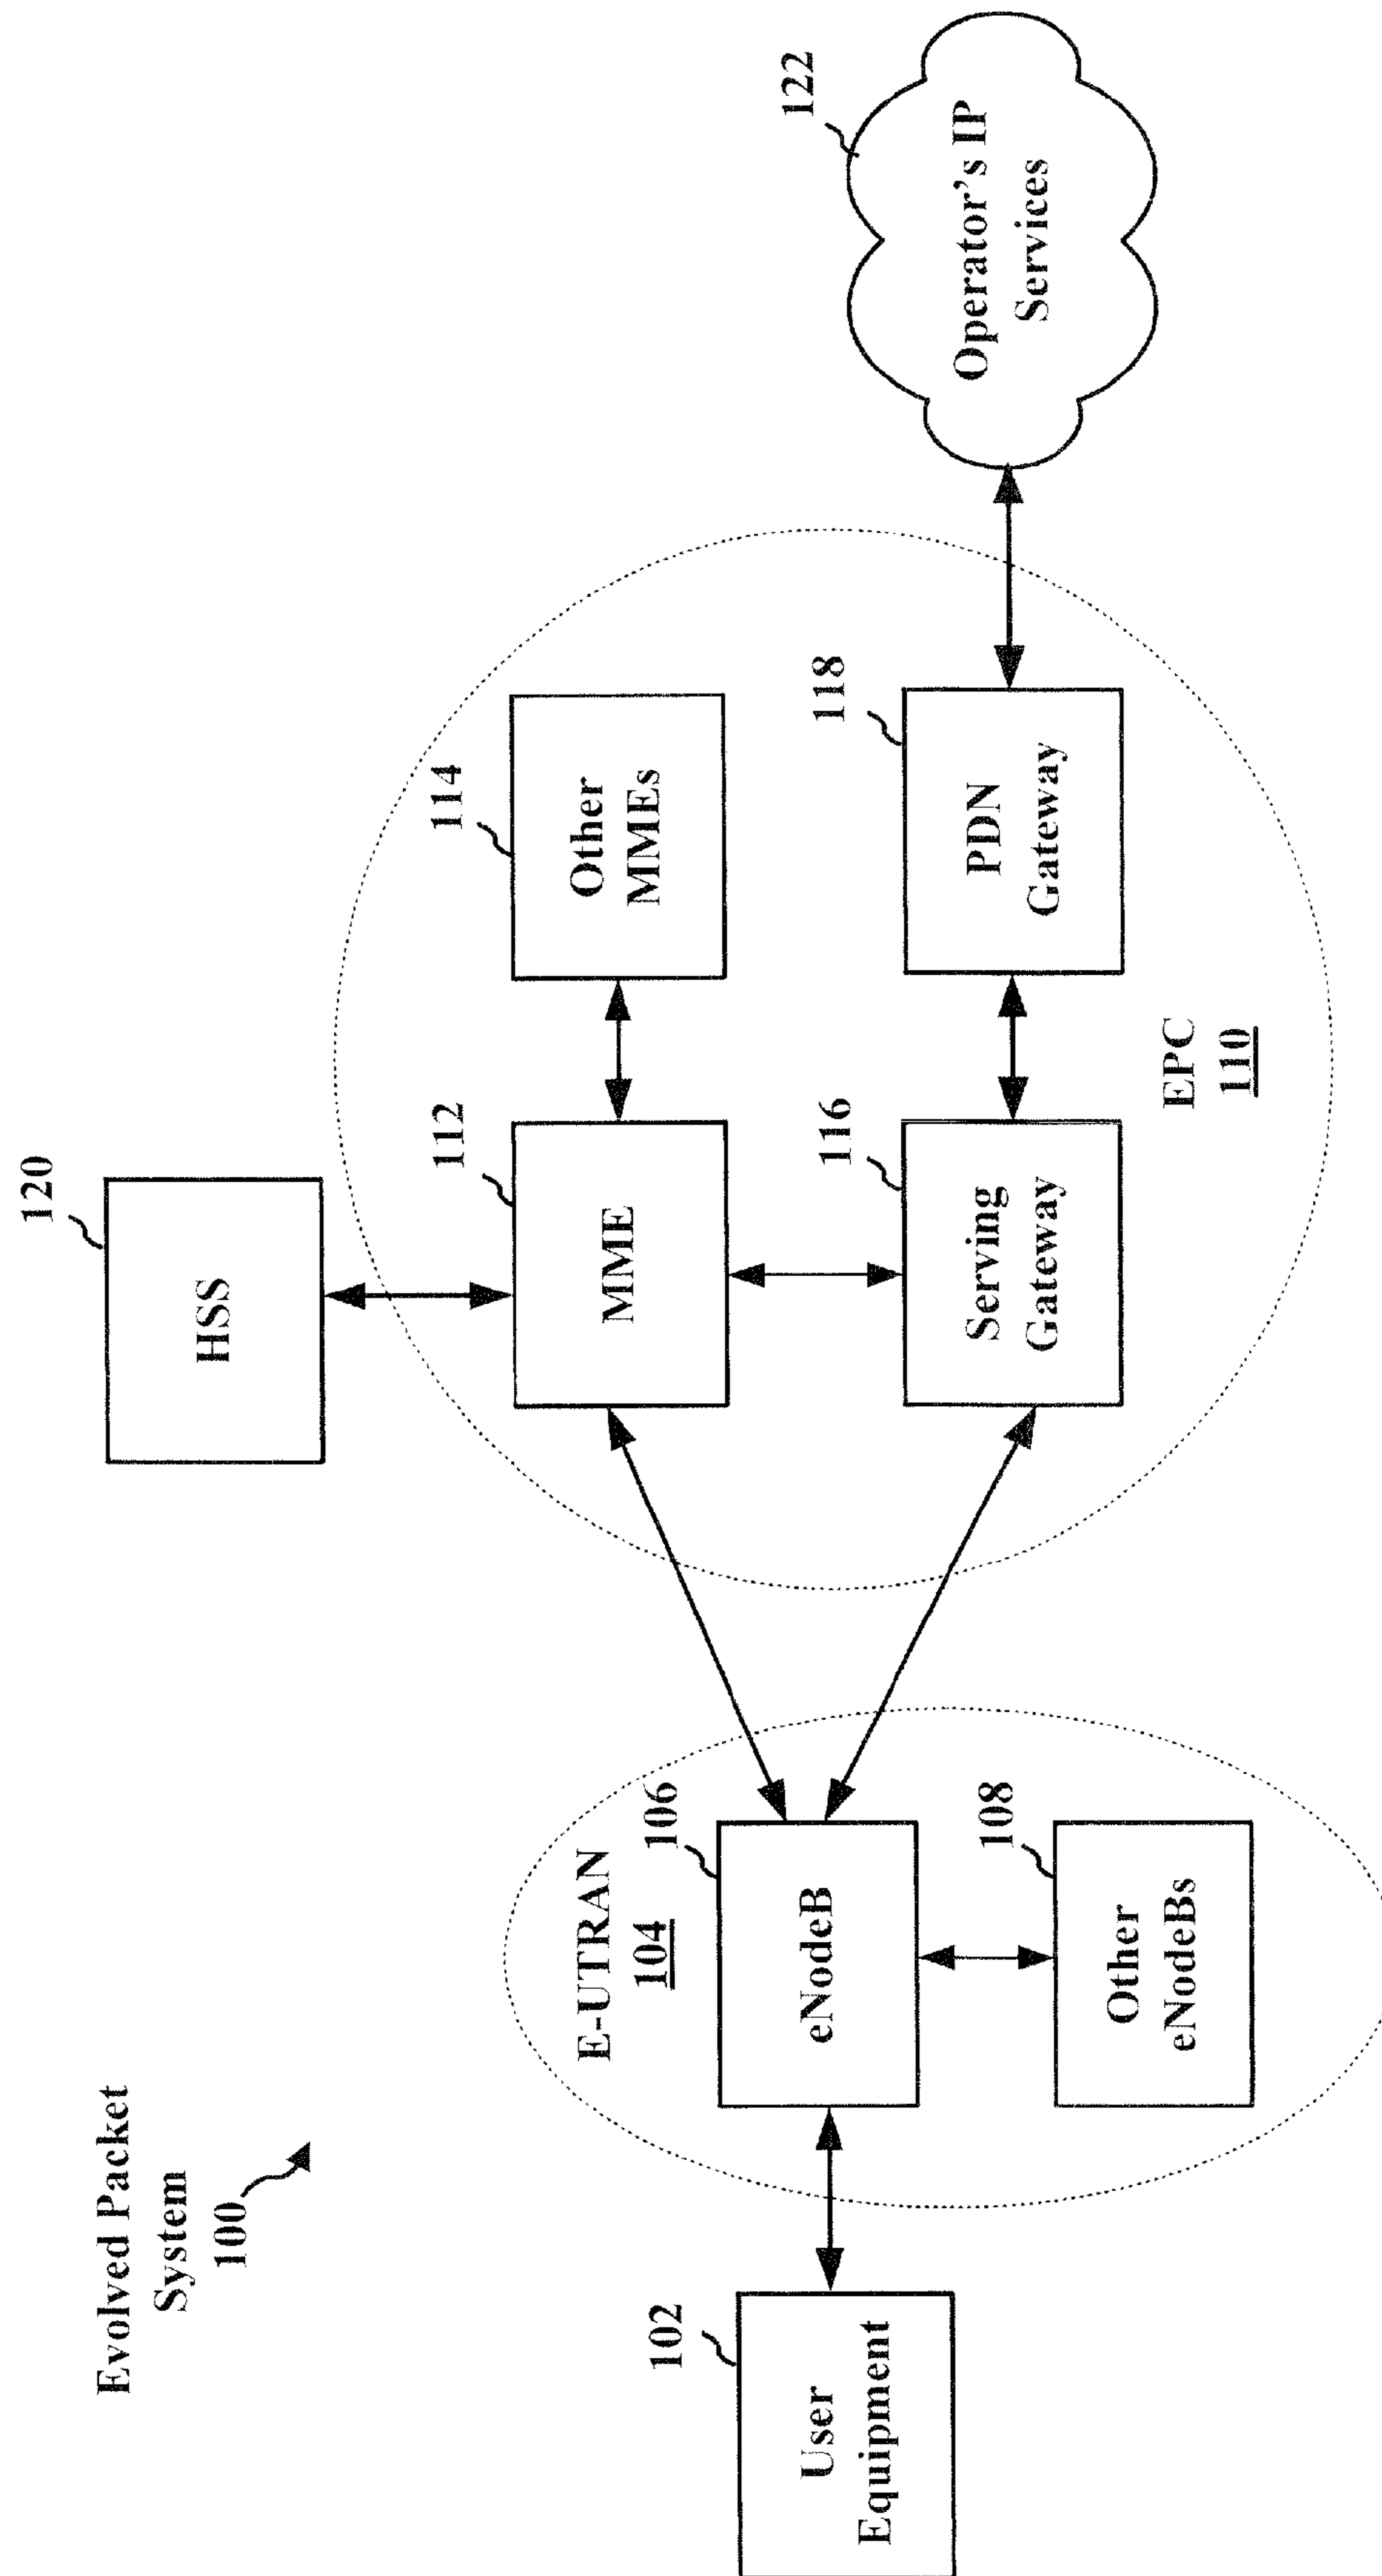 Evolved Packet
System
100
120
HSS
E-UTRAN
104
112
MME
114
Other
MMEs
102
User
Equipment
106
eNodeB
108
Other
eNodeBs
116
Serving
Gateway
118
PDN
Gateway
EPC
110
122
Operator's IP
Services